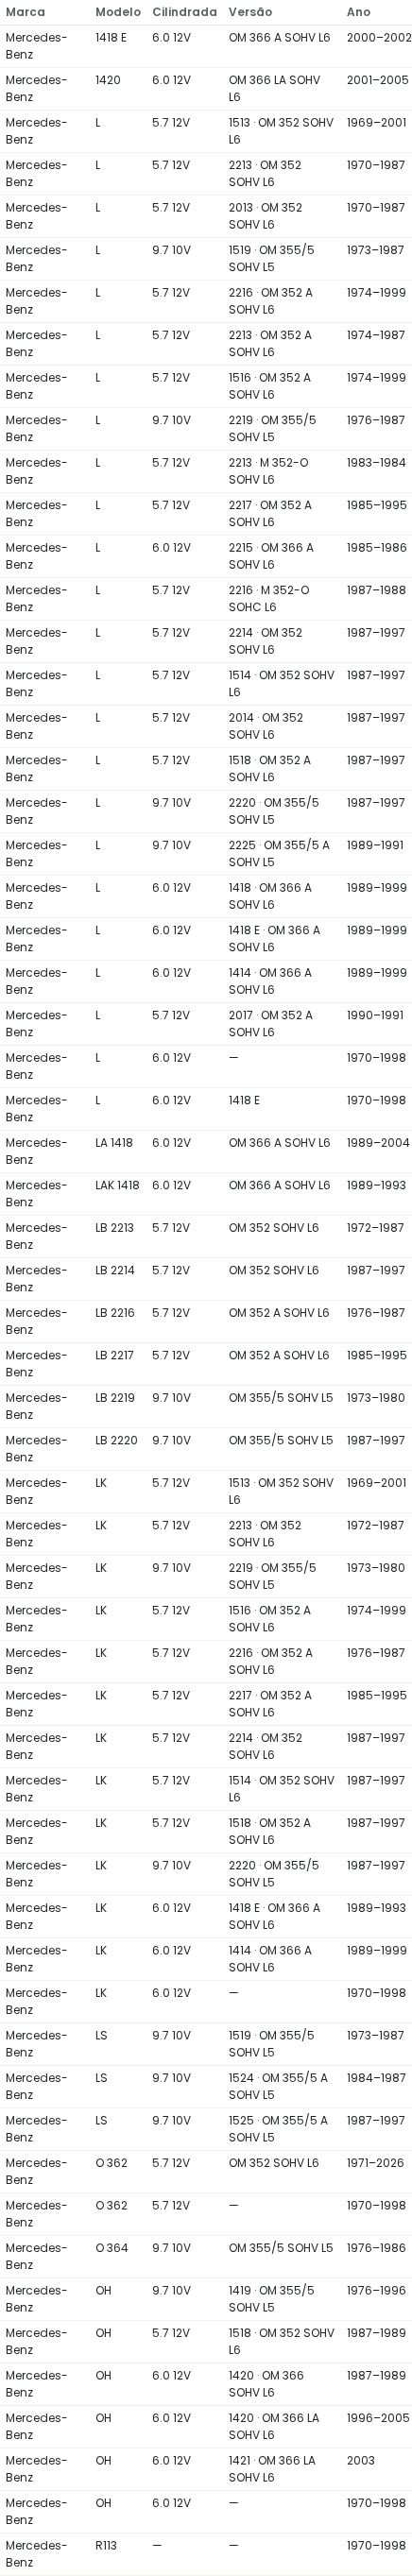 Marca Modelo Cilindrada Versão Ano
Mercedes-Benz 1418 E 6.0 12V OM 366 A SOHV L6 2000–2002
Mercedes-Benz 1420 6.0 12V OM 366 LA SOHV L6 2001–2005
Mercedes-Benz L 5.7 12V 1513 · OM 352 SOHV L6 1969–2001
Mercedes-Benz L 5.7 12V 2213 · OM 352 SOHV L6 1970–1987
Mercedes-Benz L 5.7 12V 2013 · OM 352 SOHV L6 1970–1987
Mercedes-Benz L 9.7 10V 1519 · OM 355/5 SOHV L5 1973–1987
Mercedes-Benz L 5.7 12V 2216 · OM 352 A SOHV L6 1974–1999
Mercedes-Benz L 5.7 12V 2213 · OM 352 A SOHV L6 1974–1987
Mercedes-Benz L 5.7 12V 1516 · OM 352 A SOHV L6 1974–1999
Mercedes-Benz L 9.7 10V 2219 · OM 355/5 SOHV L5 1976–1987
Mercedes-Benz L 5.7 12V 2213 · M 352-O SOHV L6 1983–1984
Mercedes-Benz L 5.7 12V 2217 · OM 352 A SOHV L6 1985–1995
Mercedes-Benz L 6.0 12V 2215 · OM 366 A SOHV L6 1985–1986
Mercedes-Benz L 5.7 12V 2216 · M 352-O SOHC L6 1987–1988
Mercedes-Benz L 5.7 12V 2214 · OM 352 SOHV L6 1987–1997
Mercedes-Benz L 5.7 12V 1514 · OM 352 SOHV L6 1987–1997
Mercedes-Benz L 5.7 12V 2014 · OM 352 SOHV L6 1987–1997
Mercedes-Benz L 5.7 12V 1518 · OM 352 A SOHV L6 1987–1997
Mercedes-Benz L 9.7 10V 2220 · OM 355/5 SOHV L5 1987–1997
Mercedes-Benz L 9.7 10V 2225 · OM 355/5 A SOHV L5 1989–1991
Mercedes-Benz L 6.0 12V 1418 · OM 366 A SOHV L6 1989–1999
Mercedes-Benz L 6.0 12V 1418 E · OM 366 A SOHV L6 1989–1999
Mercedes-Benz L 6.0 12V 1414 · OM 366 A SOHV L6 1989–1999
Mercedes-Benz L 5.7 12V 2017 · OM 352 A SOHV L6 1990–1991
Mercedes-Benz L 6.0 12V — 1970–1998
Mercedes-Benz L 6.0 12V 1418 E 1970–1998
Mercedes-Benz LA 1418 6.0 12V OM 366 A SOHV L6 1989–2004
Mercedes-Benz LAK 1418 6.0 12V OM 366 A SOHV L6 1989–1993
Mercedes-Benz LB 2213 5.7 12V OM 352 SOHV L6 1972–1987
Mercedes-Benz LB 2214 5.7 12V OM 352 SOHV L6 1987–1997
Mercedes-Benz LB 2216 5.7 12V OM 352 A SOHV L6 1976–1987
Mercedes-Benz LB 2217 5.7 12V OM 352 A SOHV L6 1985–1995
Mercedes-Benz LB 2219 9.7 10V OM 355/5 SOHV L5 1973–1980
Mercedes-Benz LB 2220 9.7 10V OM 355/5 SOHV L5 1987–1997
Mercedes-Benz LK 5.7 12V 1513 · OM 352 SOHV L6 1969–2001
Mercedes-Benz LK 5.7 12V 2213 · OM 352 SOHV L6 1972–1987
Mercedes-Benz LK 9.7 10V 2219 · OM 355/5 SOHV L5 1973–1980
Mercedes-Benz LK 5.7 12V 1516 · OM 352 A SOHV L6 1974–1999
Mercedes-Benz LK 5.7 12V 2216 · OM 352 A SOHV L6 1976–1987
Mercedes-Benz LK 5.7 12V 2217 · OM 352 A SOHV L6 1985–1995
Mercedes-Benz LK 5.7 12V 2214 · OM 352 SOHV L6 1987–1997
Mercedes-Benz LK 5.7 12V 1514 · OM 352 SOHV L6 1987–1997
Mercedes-Benz LK 5.7 12V 1518 · OM 352 A SOHV L6 1987–1997
Mercedes-Benz LK 9.7 10V 2220 · OM 355/5 SOHV L5 1987–1997
Mercedes-Benz LK 6.0 12V 1418 E · OM 366 A SOHV L6 1989–1993
Mercedes-Benz LK 6.0 12V 1414 · OM 366 A SOHV L6 1989–1999
Mercedes-Benz LK 6.0 12V — 1970–1998
Mercedes-Benz LS 9.7 10V 1519 · OM 355/5 SOHV L5 1973–1987
Mercedes-Benz LS 9.7 10V 1524 · OM 355/5 A SOHV L5 1984–1987
Mercedes-Benz LS 9.7 10V 1525 · OM 355/5 A SOHV L5 1987–1997
Mercedes-Benz O 362 5.7 12V OM 352 SOHV L6 1971–2026
Mercedes-Benz O 362 5.7 12V — 1970–1998
Mercedes-Benz O 364 9.7 10V OM 355/5 SOHV L5 1976–1986
Mercedes-Benz OH 9.7 10V 1419 · OM 355/5 SOHV L5 1976–1996
Mercedes-Benz OH 5.7 12V 1518 · OM 352 SOHV L6 1987–1989
Mercedes-Benz OH 6.0 12V 1420 · OM 366 SOHV L6 1987–1989
Mercedes-Benz OH 6.0 12V 1420 · OM 366 LA SOHV L6 1996–2005
Mercedes-Benz OH 6.0 12V 1421 · OM 366 LA SOHV L6 2003
Mercedes-Benz OH 6.0 12V — 1970–1998
Mercedes-Benz R113 — — 1970–1998